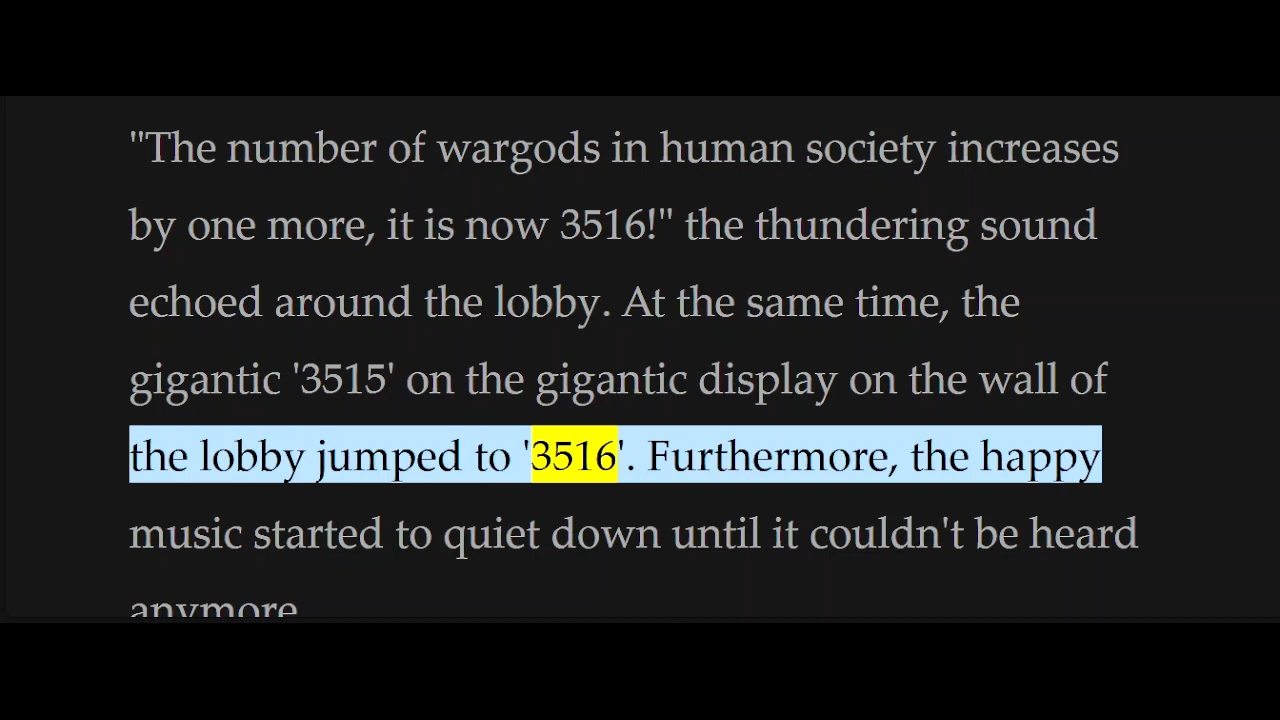 "The number of wargods in human society increases
by one more, it is now 3516!" the thundering sound
echoed around the lobby. At the same time, the
gigantic '3515' on the gigantic display on the wall of
the lobby jumped to '3516'. Furthermore, the happy
music started to quiet down until it couldn't be heard
anymore